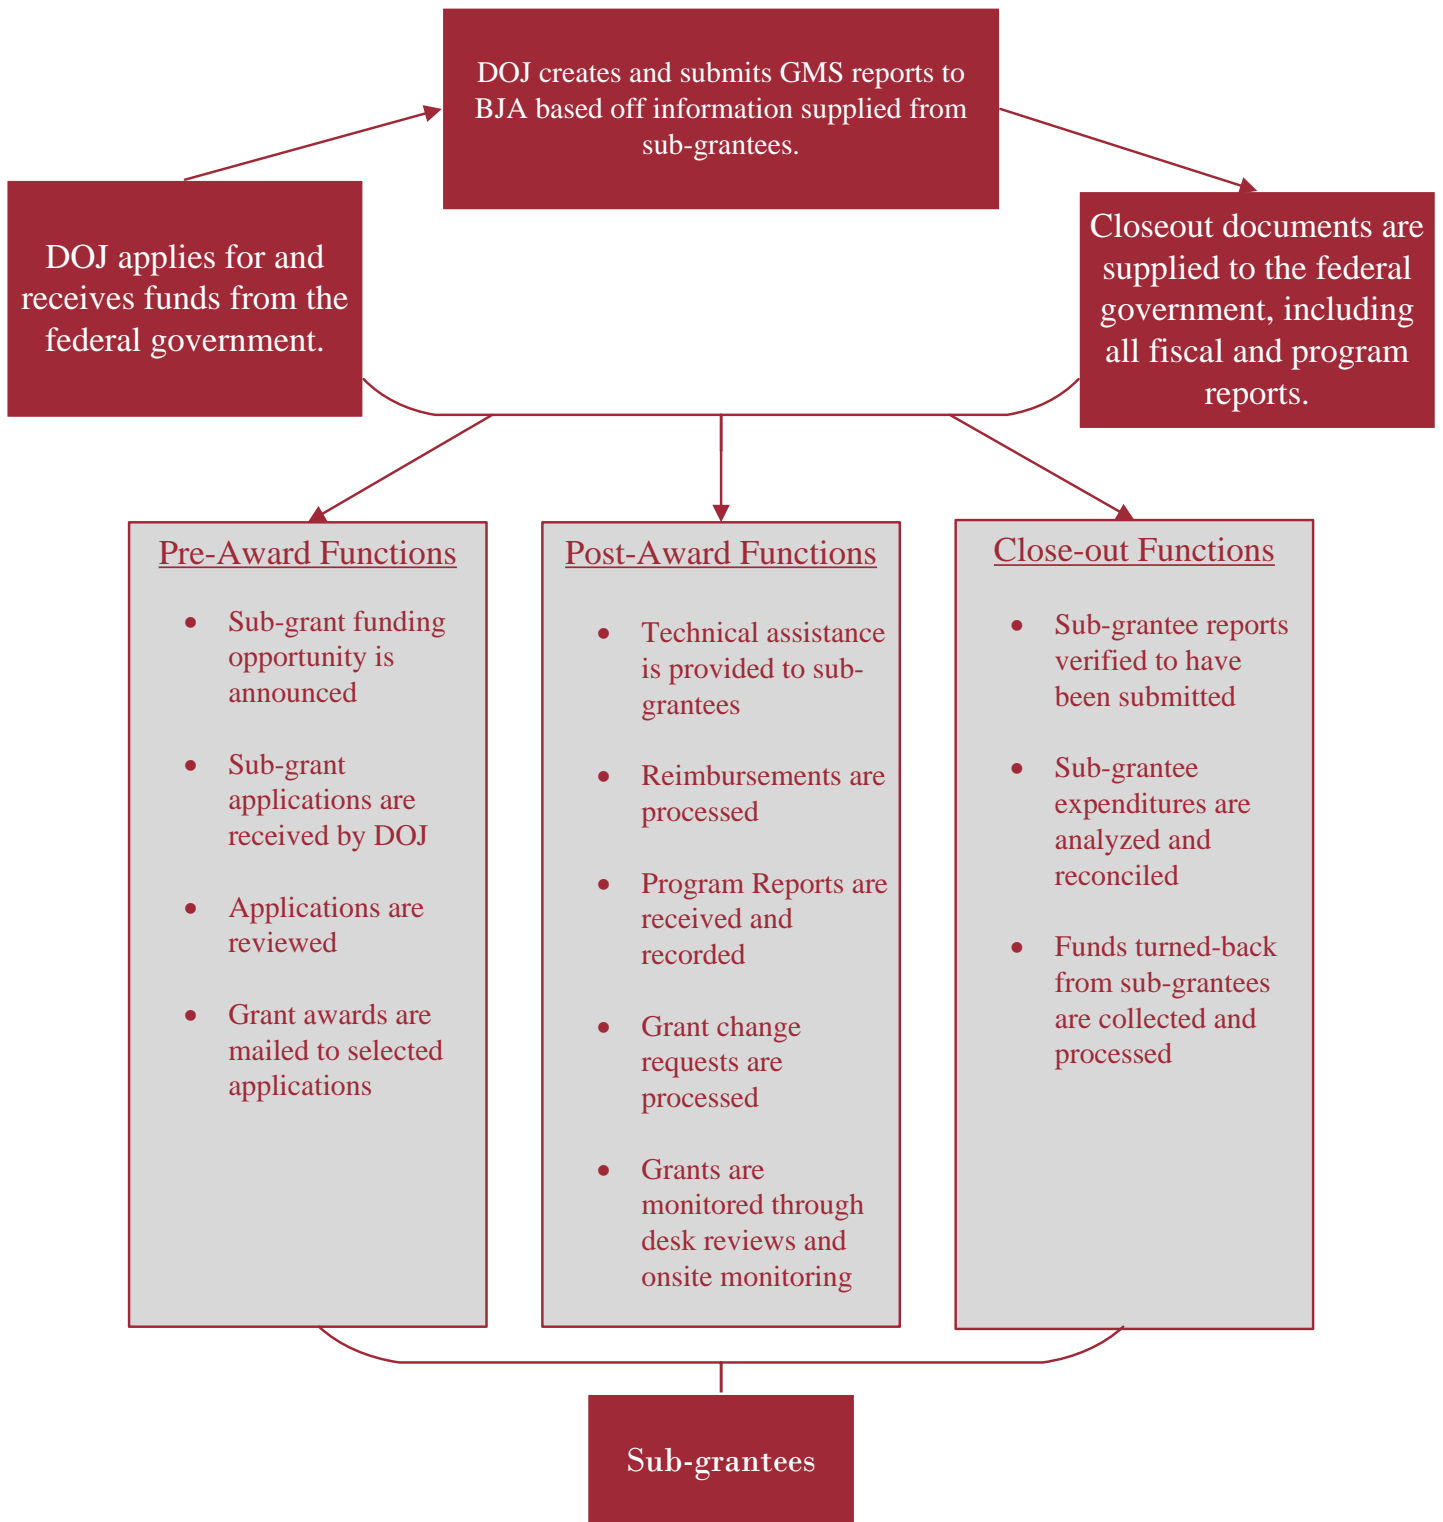 DOJ creates and submits GMS reports to
BJA based off information supplied from
sub-grantees.
DOJ applies for and
receives funds from the
federal government.
Closeout documents are
supplied to the federal
government, including
all fiscal and program
reports.
Pre-Award Functions
• Sub-grant funding
opportunity is
announced
• Sub-grant
applications are
received by DOJ
• Applications are
reviewed
• Grant awards are
mailed to selected
applications
Post-Award Functions
• Technical assistance
is provided to sub-
grantees
• Reimbursements are
processed
• Program Reports are
received and
recorded
• Grant change
requests are
processed
• Grants are
monitored through
desk reviews and
onsite monitoring
Close-out Functions
• Sub-grantee reports
verified to have
been submitted
• Sub-grantee
expenditures are
analyzed and
reconciled
• Funds turned-back
from sub-grantees
are collected and
processed
Sub-grantees